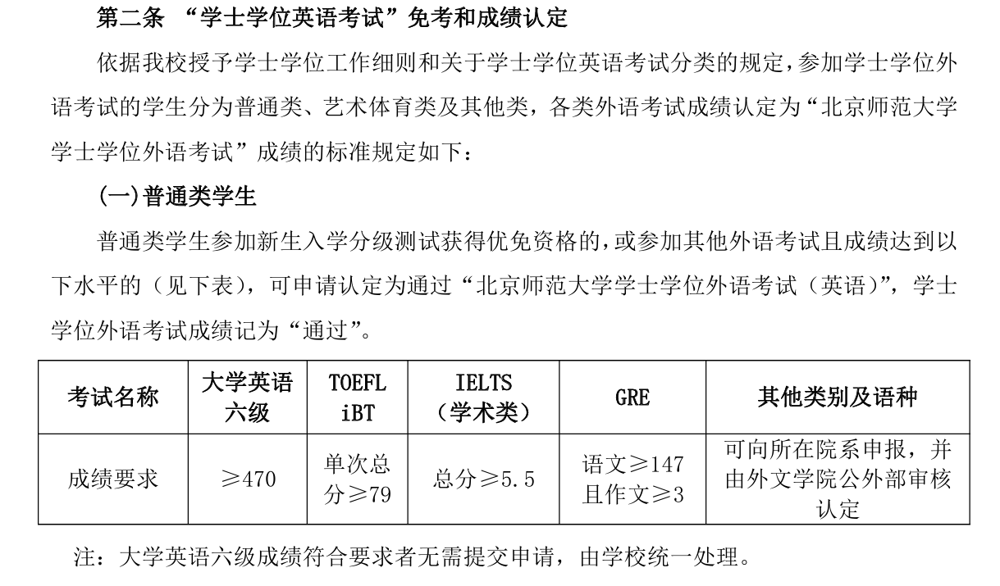 第二条 “学士学位英语考试”免考和成绩认定
依据我校授予学士学位工作细则和关于学士学位英语考试分类的规定，参加学士学位外
语考试的学生分为普通类、艺术体育类及其他类，各类外语考试成绩认定为“北京师范大学
学士学位外语考试”成绩的标准规定如下：
(一)普通类学生
普通类学生参加新生入学分级测试获得优免资格的，或参加其他外语考试且成绩达到以
下水平的（见下表），可申请认定为通过“北京师范大学学士学位外语考试（英语）”，学士
学位外语考试成绩记为“通过”。
考试名称
大学英语
六级
TOEFL
iBT
IELTS
（学术类）
GRE
其他类别及语种
成绩要求
≥470
单次总
分≥79
总分≥5.5
语文≥147
且作文≥3
可向所在院系申报，并
由外文学院公外部审核
认定
注：大学英语六级成绩符合要求者无需提交申请，由学校统一处理。